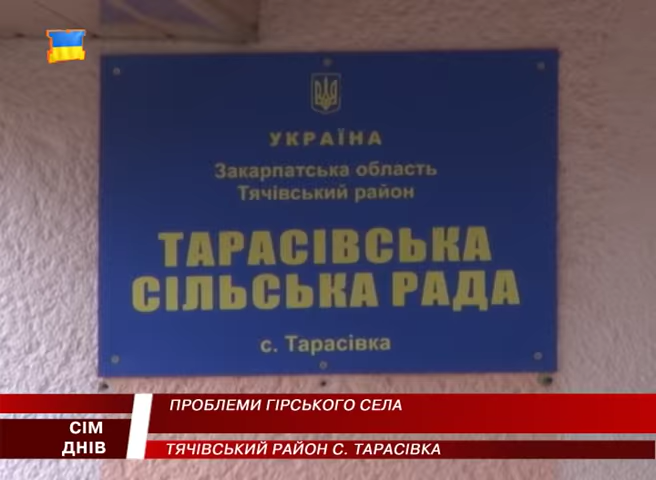 УКРАЇНА
Закарпатська область
Тячівський район
ТАРАСІВСЬКА
СІЛЬСЬКА РАДА
с. Тарасівка
ПРОБЛЕМИ ГІРСЬКОГО СЕЛА
СІМ
ДНІВ
ТЯЧІВСЬКИЙ РАЙОН С. ТАРАСІВКА